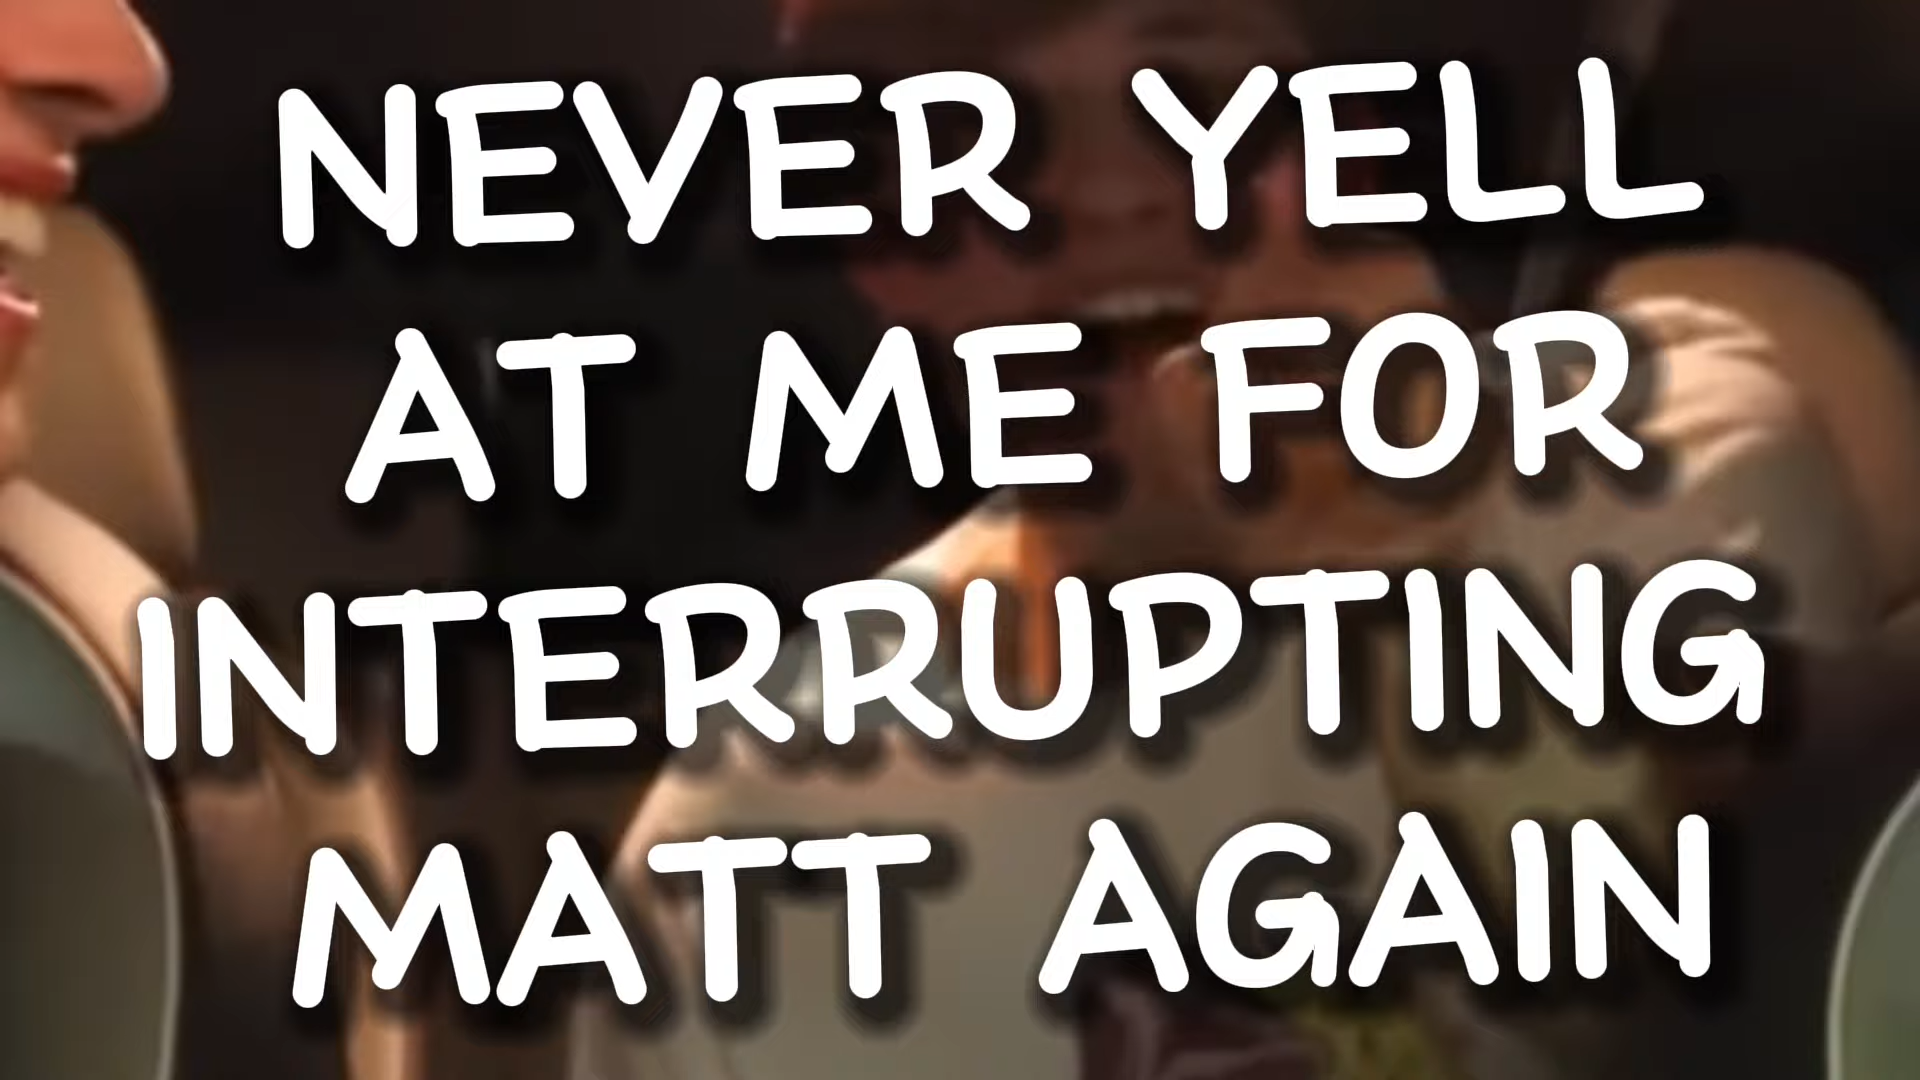 NEVER YELL
AT ME FOR
INTERRUPTING
MATT AGAIN